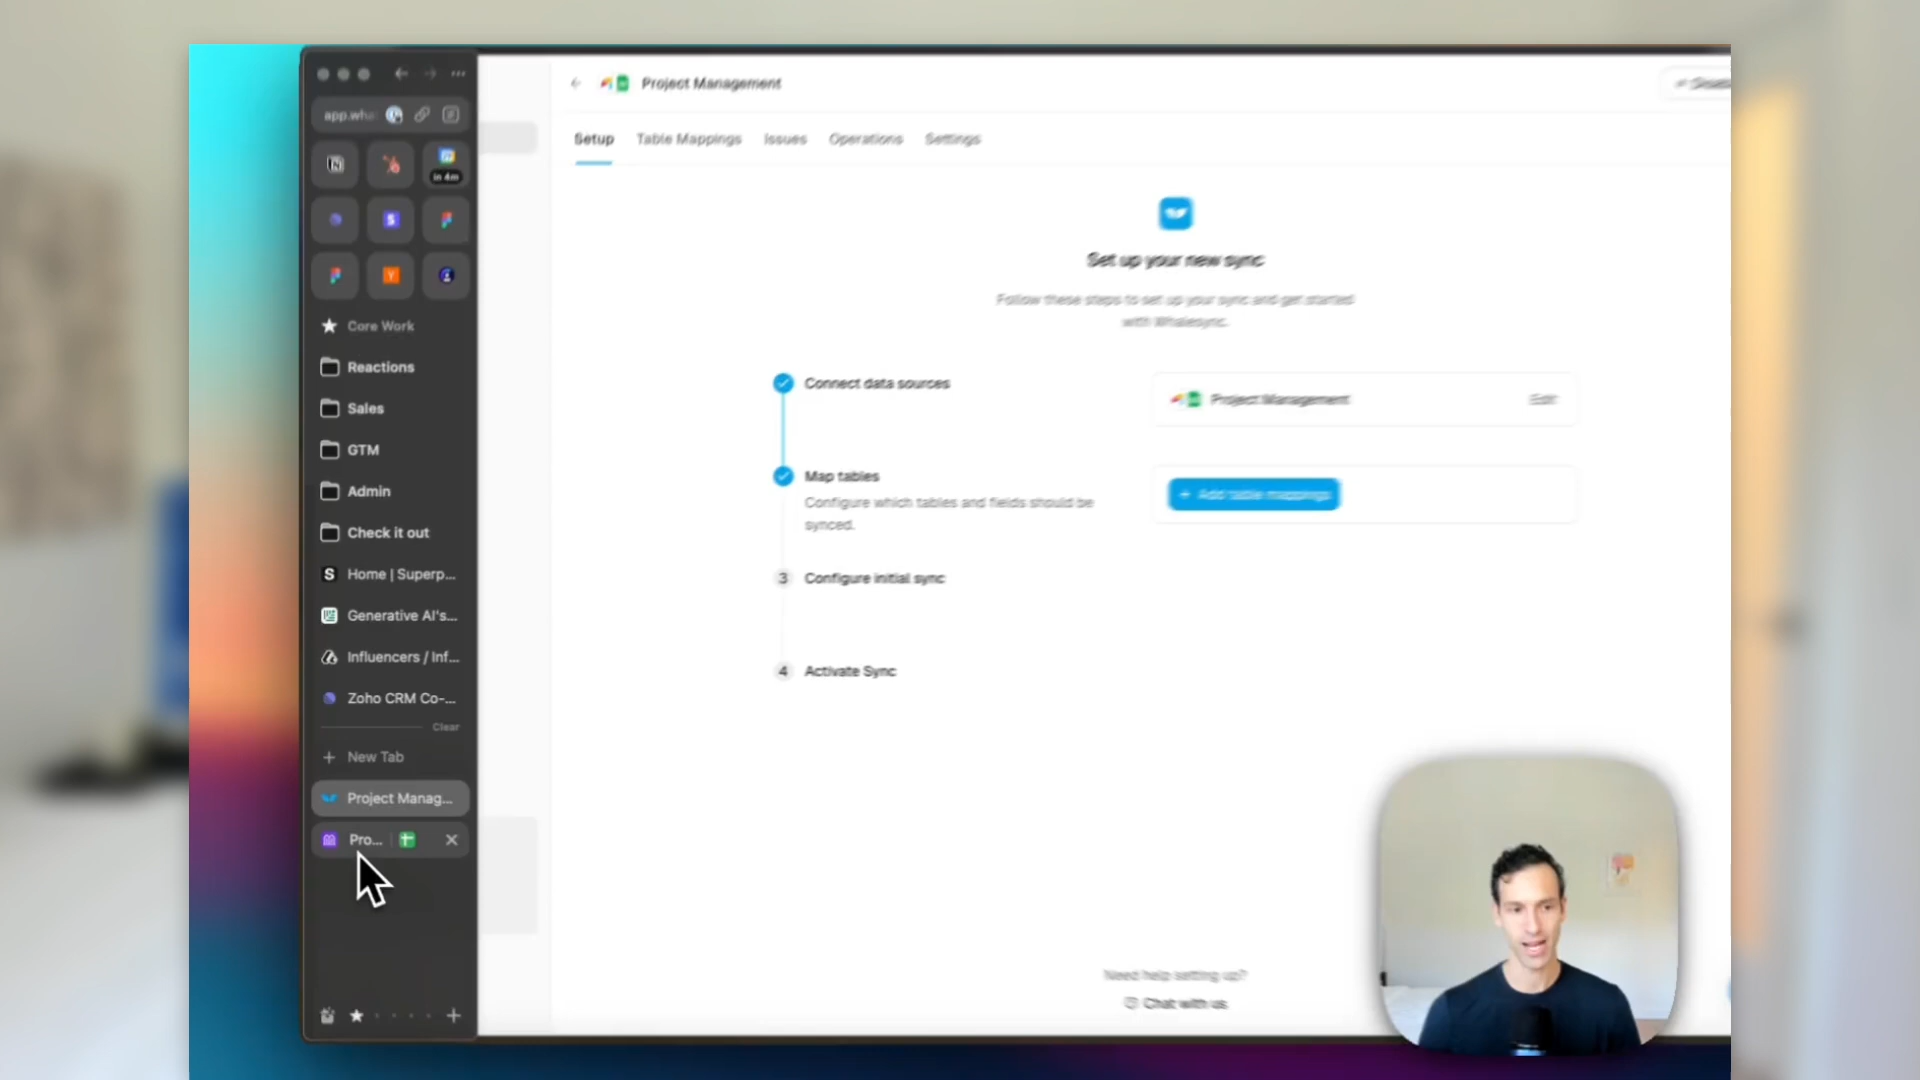 app.wha
in 4m
Core Work
Reactions
Sales
GTM
Admin
Check it out
Home | Superp...
Generative AI's...
Influencers / Inf...
Zoho CRM Co-...
Clear
New Tab
Project Manag...
Pro...
Project Management
Setup
Table Mappings
Issues
Operations
Settings
Set up your new sync
Follow these steps to set up your sync and get started
with Whalesync.
Connect data sources
Project Management
Edit
Map tables
Configure which tables and fields should be
synced.
+ Add table mappings
3
Configure initial sync
4
Activate Sync
Need help setting up?
Chat with us